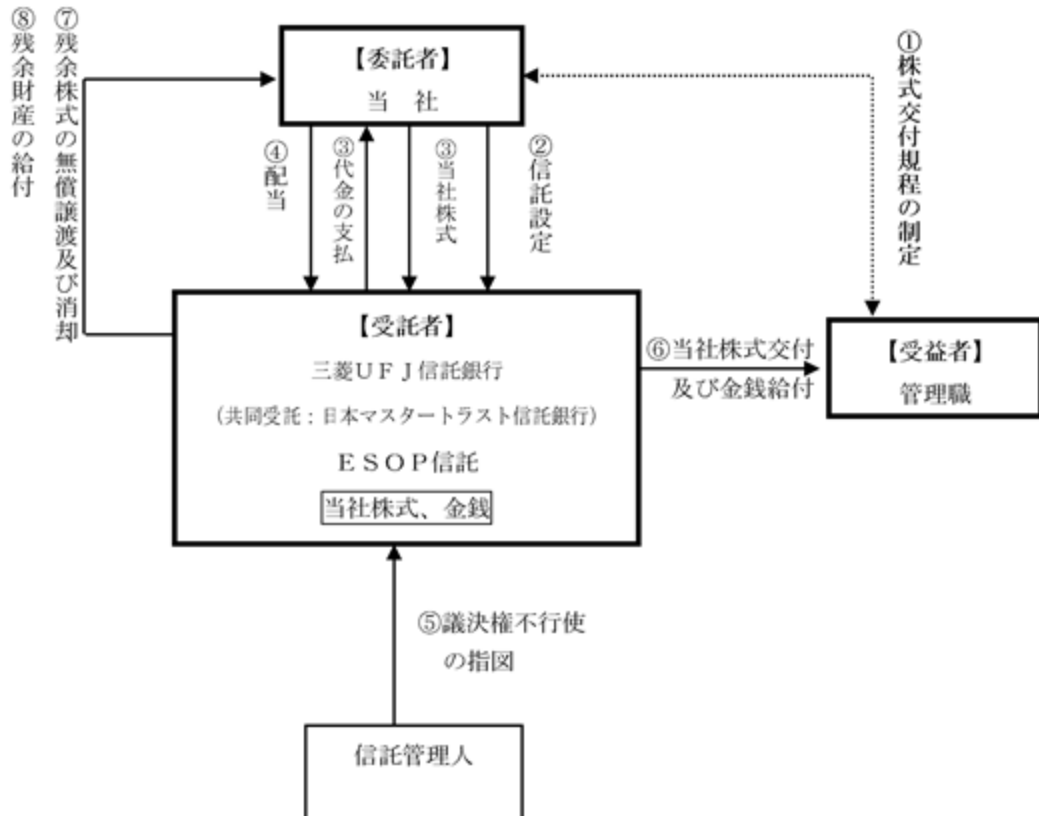 ⑧残余財産の給付
⑦残余株式の無償譲渡及び消却
【委託者】
当　社
①株式交付規程の制定
④配当
③代金の支払
③当社株式
②信託設定
【受託者】
三菱ＵＦＪ信託銀行
（共同受託：日本マスタートラスト信託銀行）
ＥＳＯＰ信託
当社株式、金銭
⑥当社株式交付
及び金銭給付
【受益者】
管理職
⑤議決権不行使
の指図
信託管理人